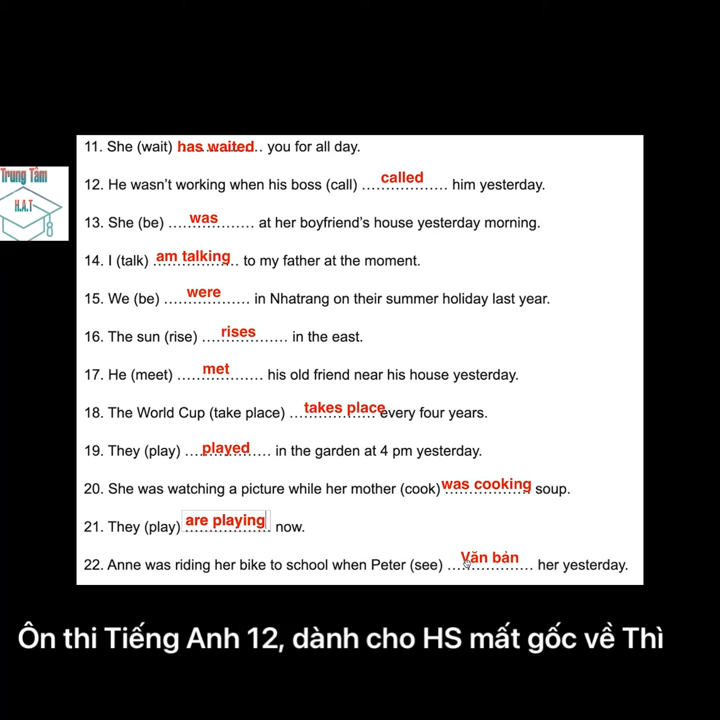 Trung Tâm
H.A.T
11. She (wait) has waited you for all day.
12. He wasn't working when his boss (call) called him yesterday.
13. She (be) was at her boyfriend's house yesterday morning.
14. I (talk) am talking to my father at the moment.
15. We (be) were in Nhatrang on their summer holiday last year.
16. The sun (rise) rises in the east.
17. He (meet) met his old friend near his house yesterday.
18. The World Cup (take place) takes place every four years.
19. They (play) played in the garden at 4 pm yesterday.
20. She was watching a picture while her mother (cook) was cooking soup.
21. They (play) are playing now.
22. Anne was riding her bike to school when Peter (see) Văn bản her yesterday.
Ôn thi Tiếng Anh 12, dành cho HS mất gốc về Thì